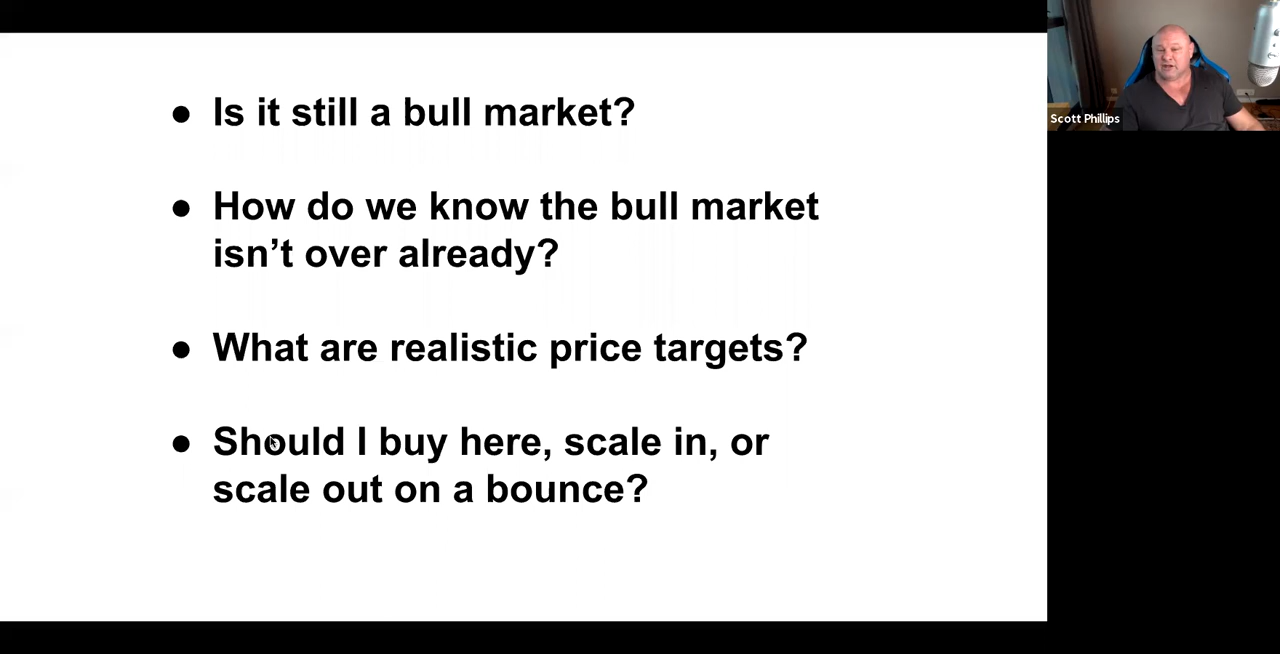 ● Is it still a bull market?
● How do we know the bull market
isn’t over already?
● What are realistic price targets?
● Should I buy here, scale in, or
scale out on a bounce?
Scott Phillips